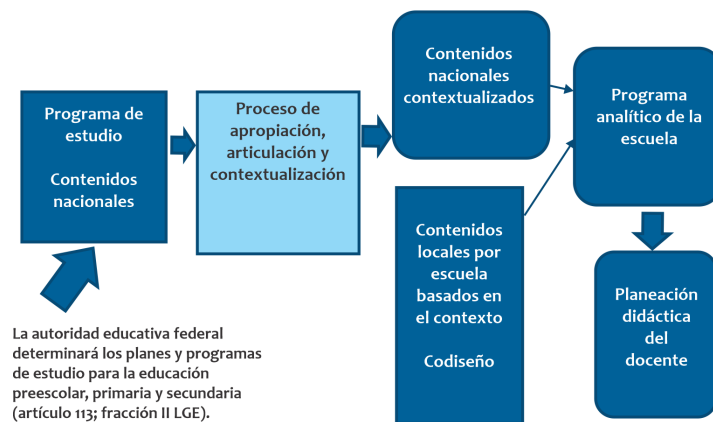 Programa de
estudio
Contenidos
nacionales
Proceso de
apropiación,
articulación y
contextualización
Contenidos
nacionales
contextualizados
Programa
analítico de la
escuela
Contenidos
locales por
escuela
basados en
el contexto
Codiseño
Planeación
didáctica
del
docente
La autoridad educativa federal
determinará los planes y programas
de estudio para la educación
preescolar, primaria y secundaria
(artículo 113; fracción II LGE).